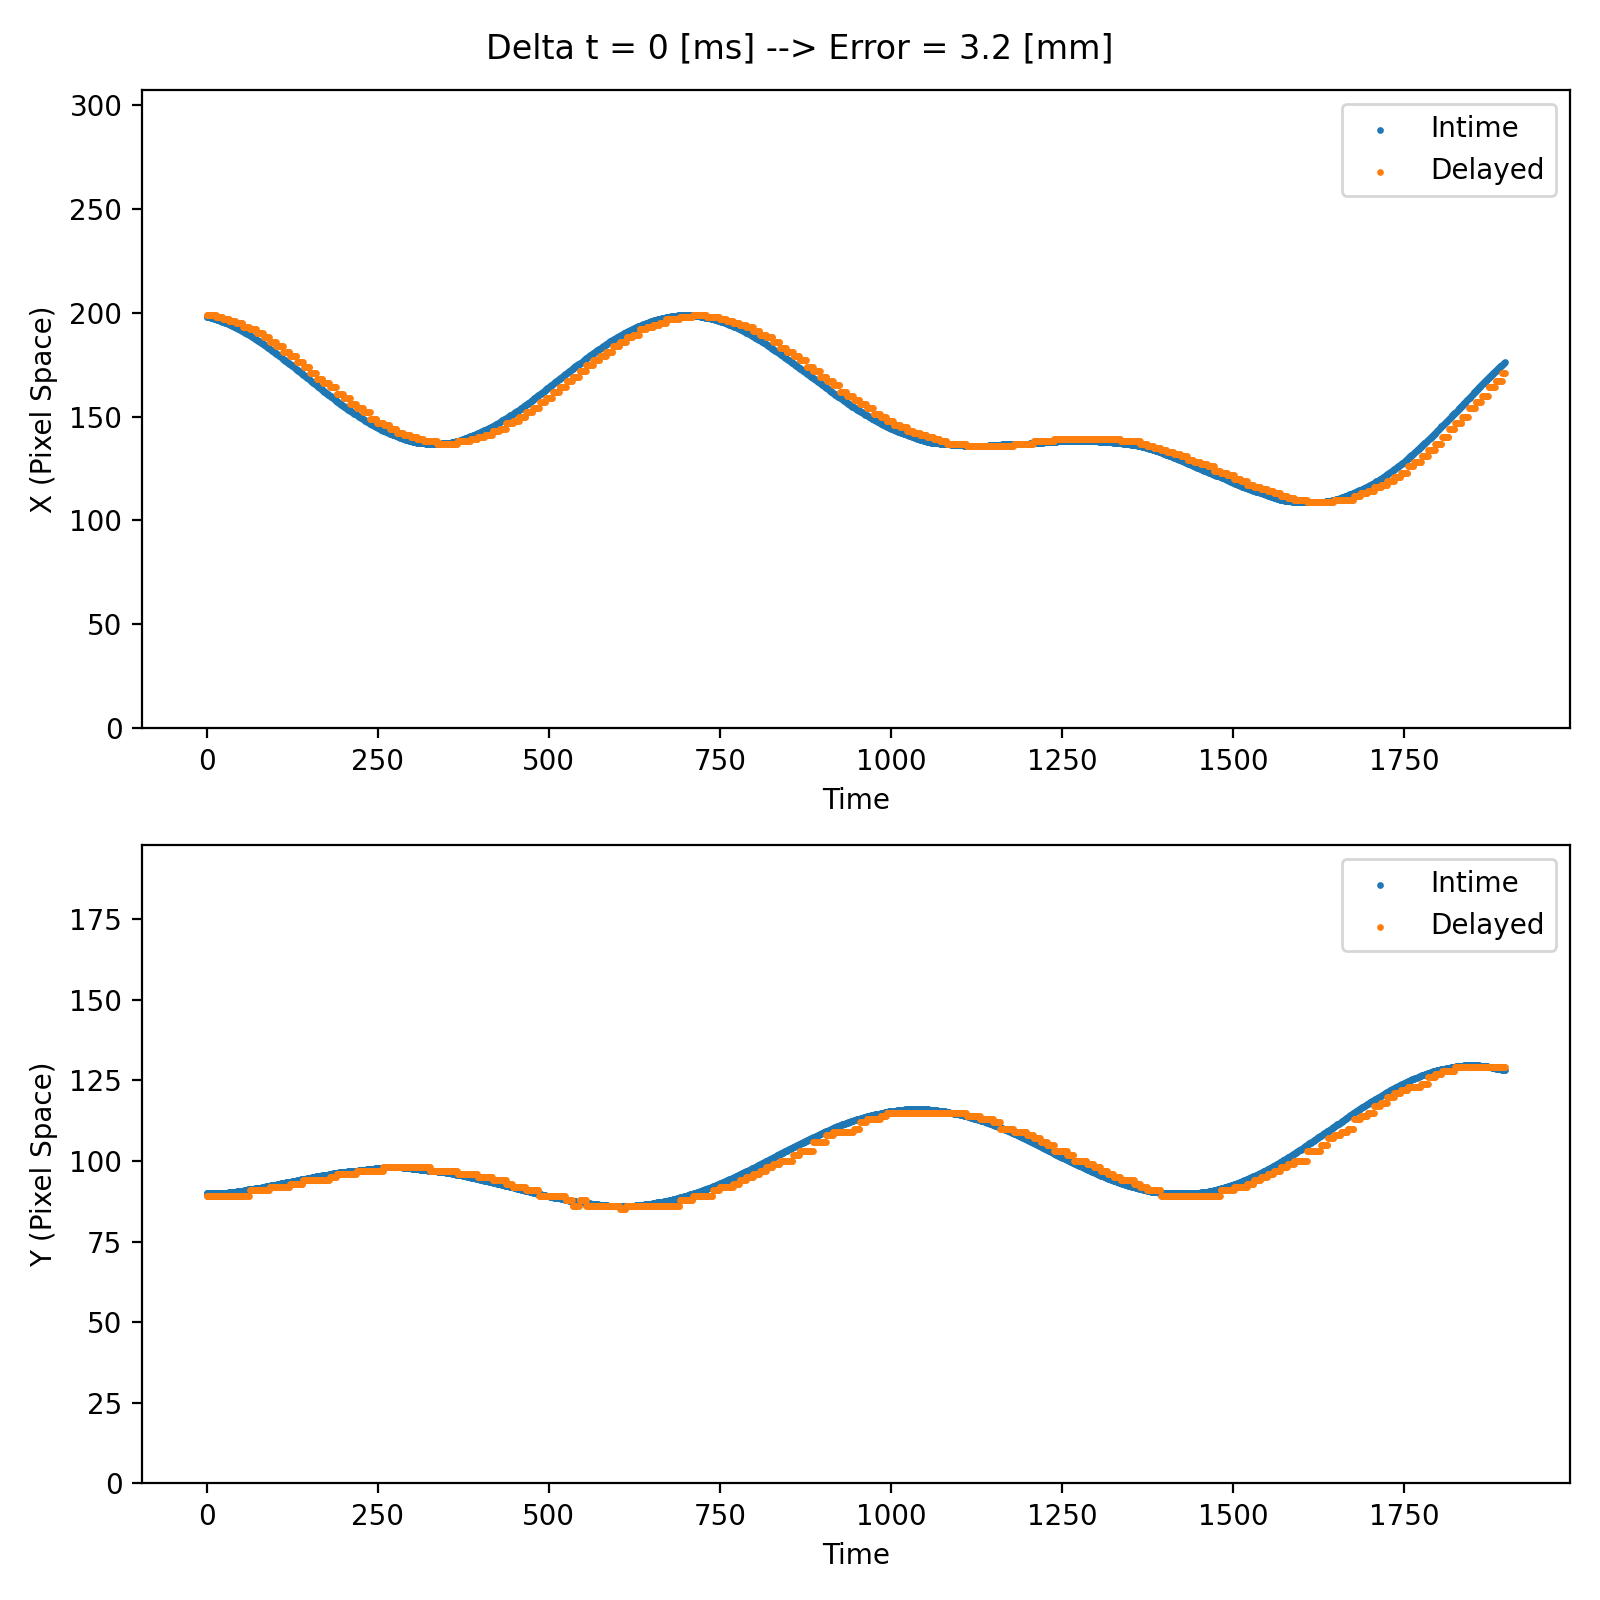 Delta t = 0 [ms] --> Error = 3.2 [mm]
300
250
200
150
100
50
0
X (Pixel Space)
Intime
Delayed
0 250 500 750 1000 1250 1500 1750
Time
175
150
125
100
75
50
25
0
Y (Pixel Space)
Intime
Delayed
0 250 500 750 1000 1250 1500 1750
Time